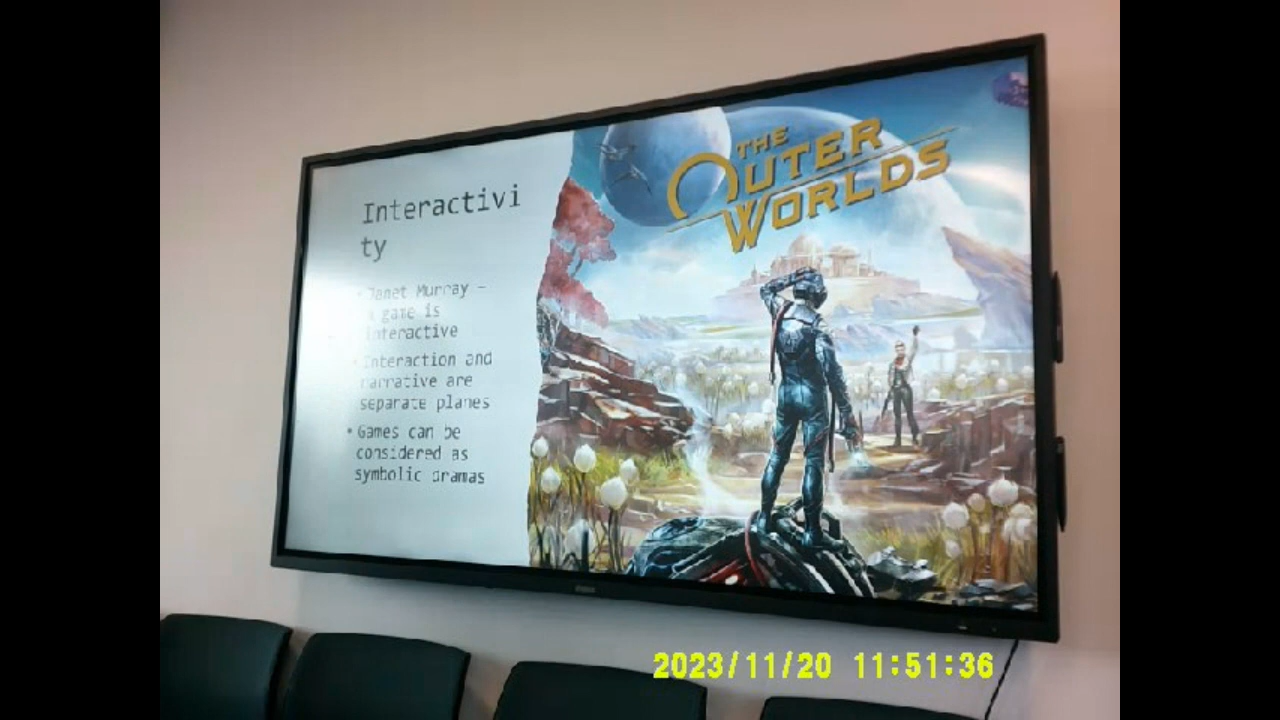 Interactivi
ty
• Janet Murray –
a game is
interactive
• Interaction and
narrative are
separate planes
• Games can be
considered as
symbolic dramas
THE
OUTER
WORLDS
2023/11/20 11:51:36